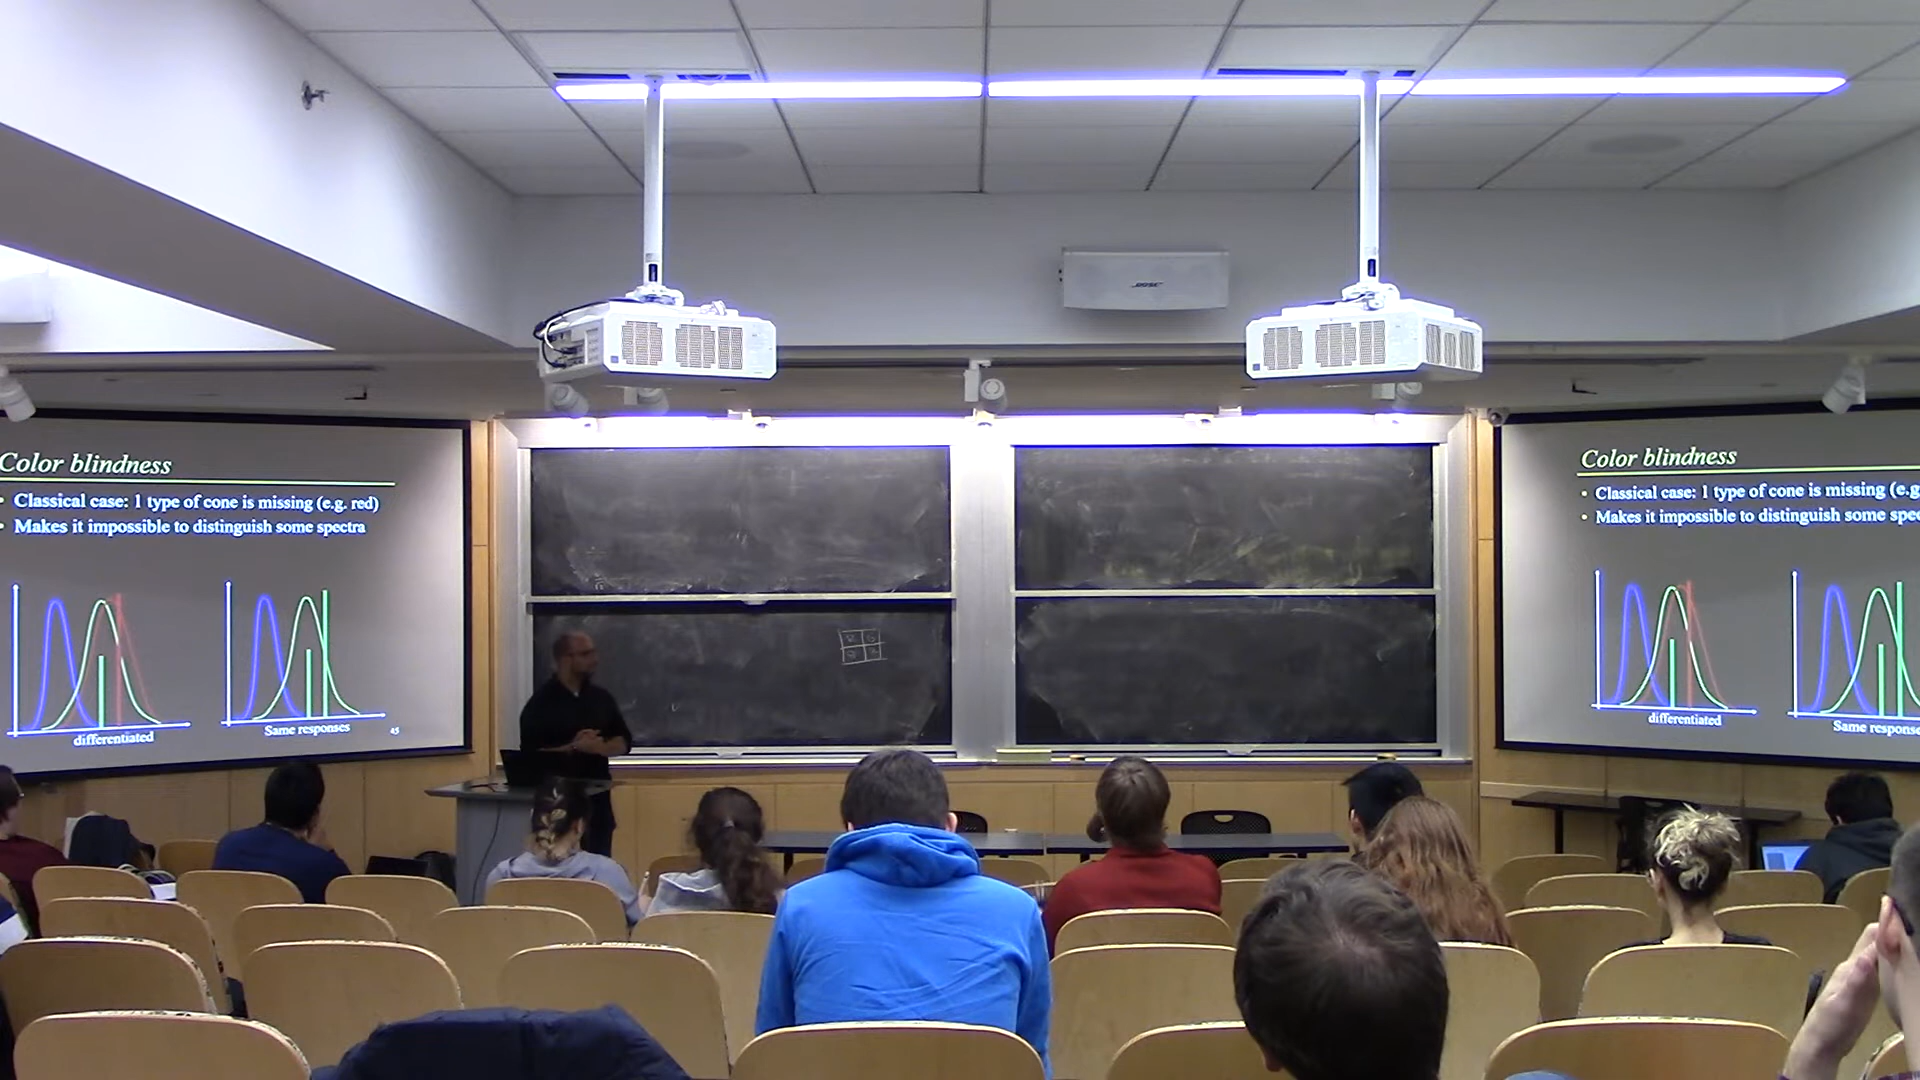 Color blindness
• Classical case: 1 type of cone is missing (e.g. red)
• Makes it impossible to distinguish some spectra
differentiated
Same responses
45
BOSE
Color blindness
• Classical case: 1 type of cone is missing (e.g
• Makes it impossible to distinguish some spe
differentiated
Same response